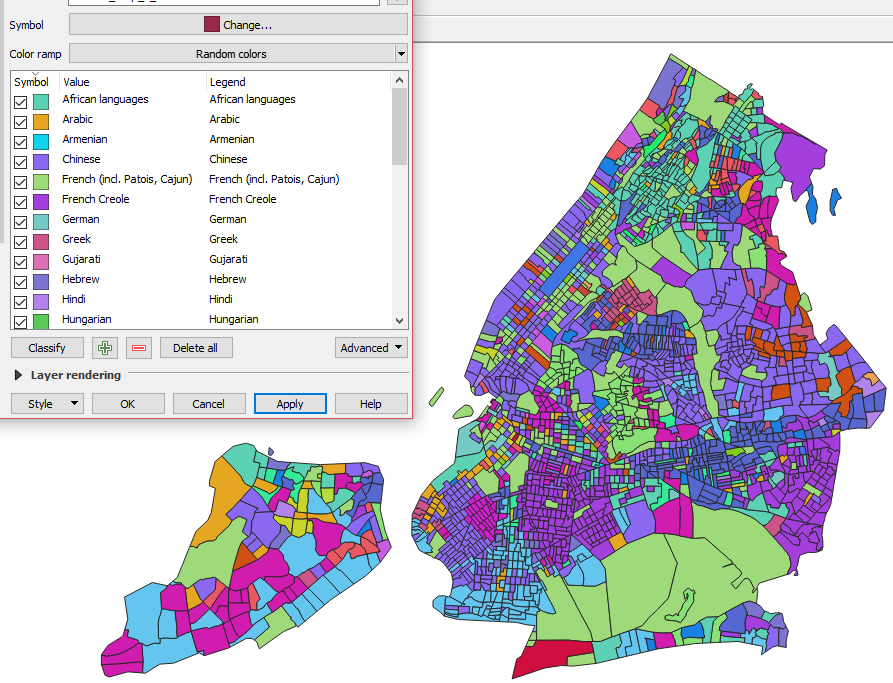 Symbol Change...
Color ramp Random colors
Symbol Value Legend
African languages African languages
Arabic Arabic
Armenian Armenian
Chinese Chinese
French (incl. Patois, Cajun) French (incl. Patois, Cajun)
French Creole French Creole
German German
Greek Greek
Gujarati Gujarati
Hebrew Hebrew
Hindi Hindi
Hungarian Hungarian
Classify Delete all Advanced
Layer rendering
Style OK Cancel Apply Help